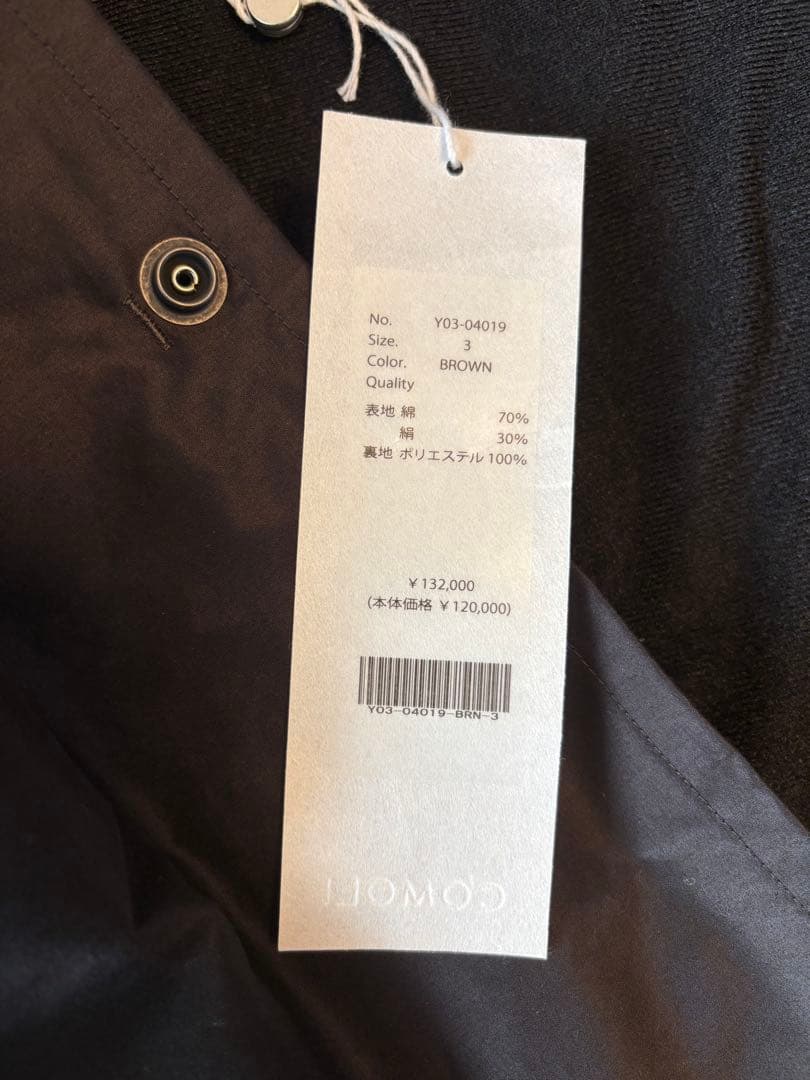 No. Y03-04019
Size. 3
Color. BROWN
Quality
表地 綿 70%
絹 30%
裏地 ポリエステル 100%
￥132,000
(本体価格 ￥120,000)
Y03-04019-BRN-3
COMOLI